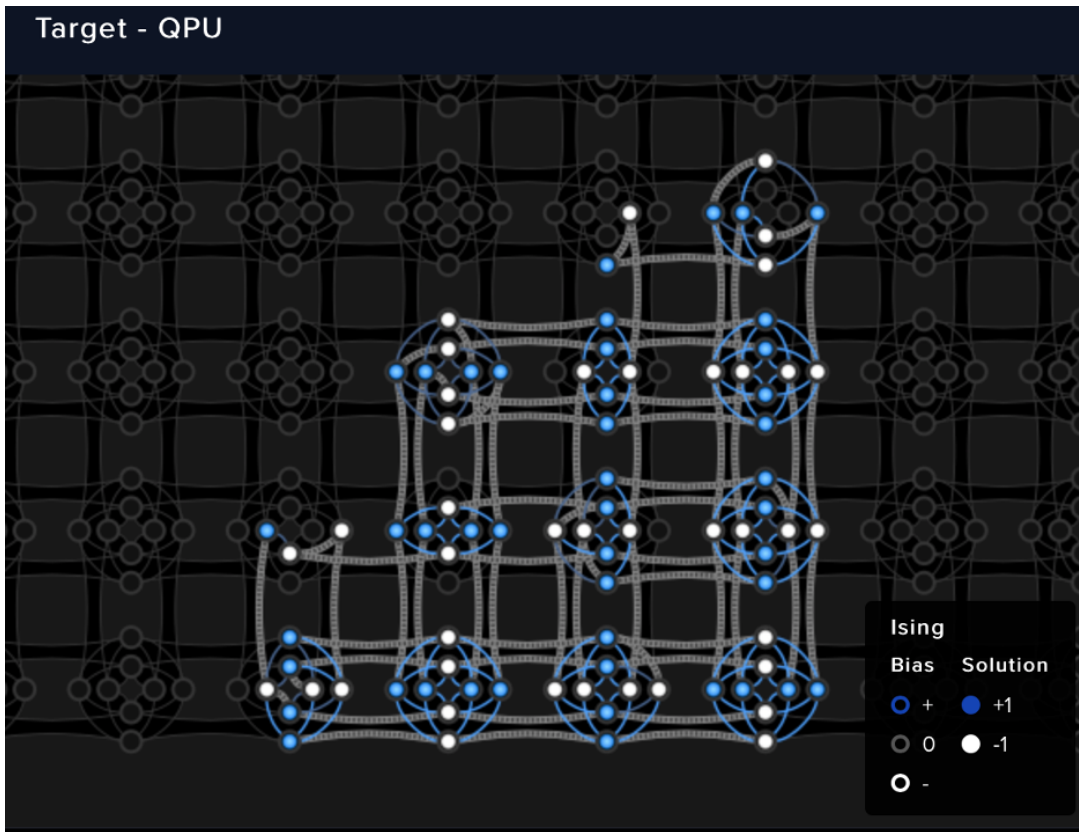 Target - QPU
Ising
Bias Solution
+ +1
0 -1
-